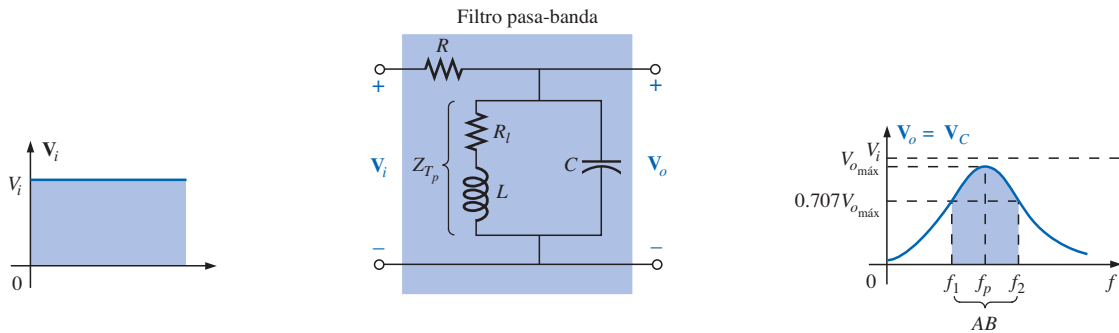 Filtro pasa-banda
V_i
V_i
0
R
+
+
R_l
Z_{T_p}
V_i
C
V_o
L
–
–
V_o = V_C
V_i
V_{o_{máx}}
0.707V_{o_{máx}}
0
f_1
f_p
f_2
f
AB